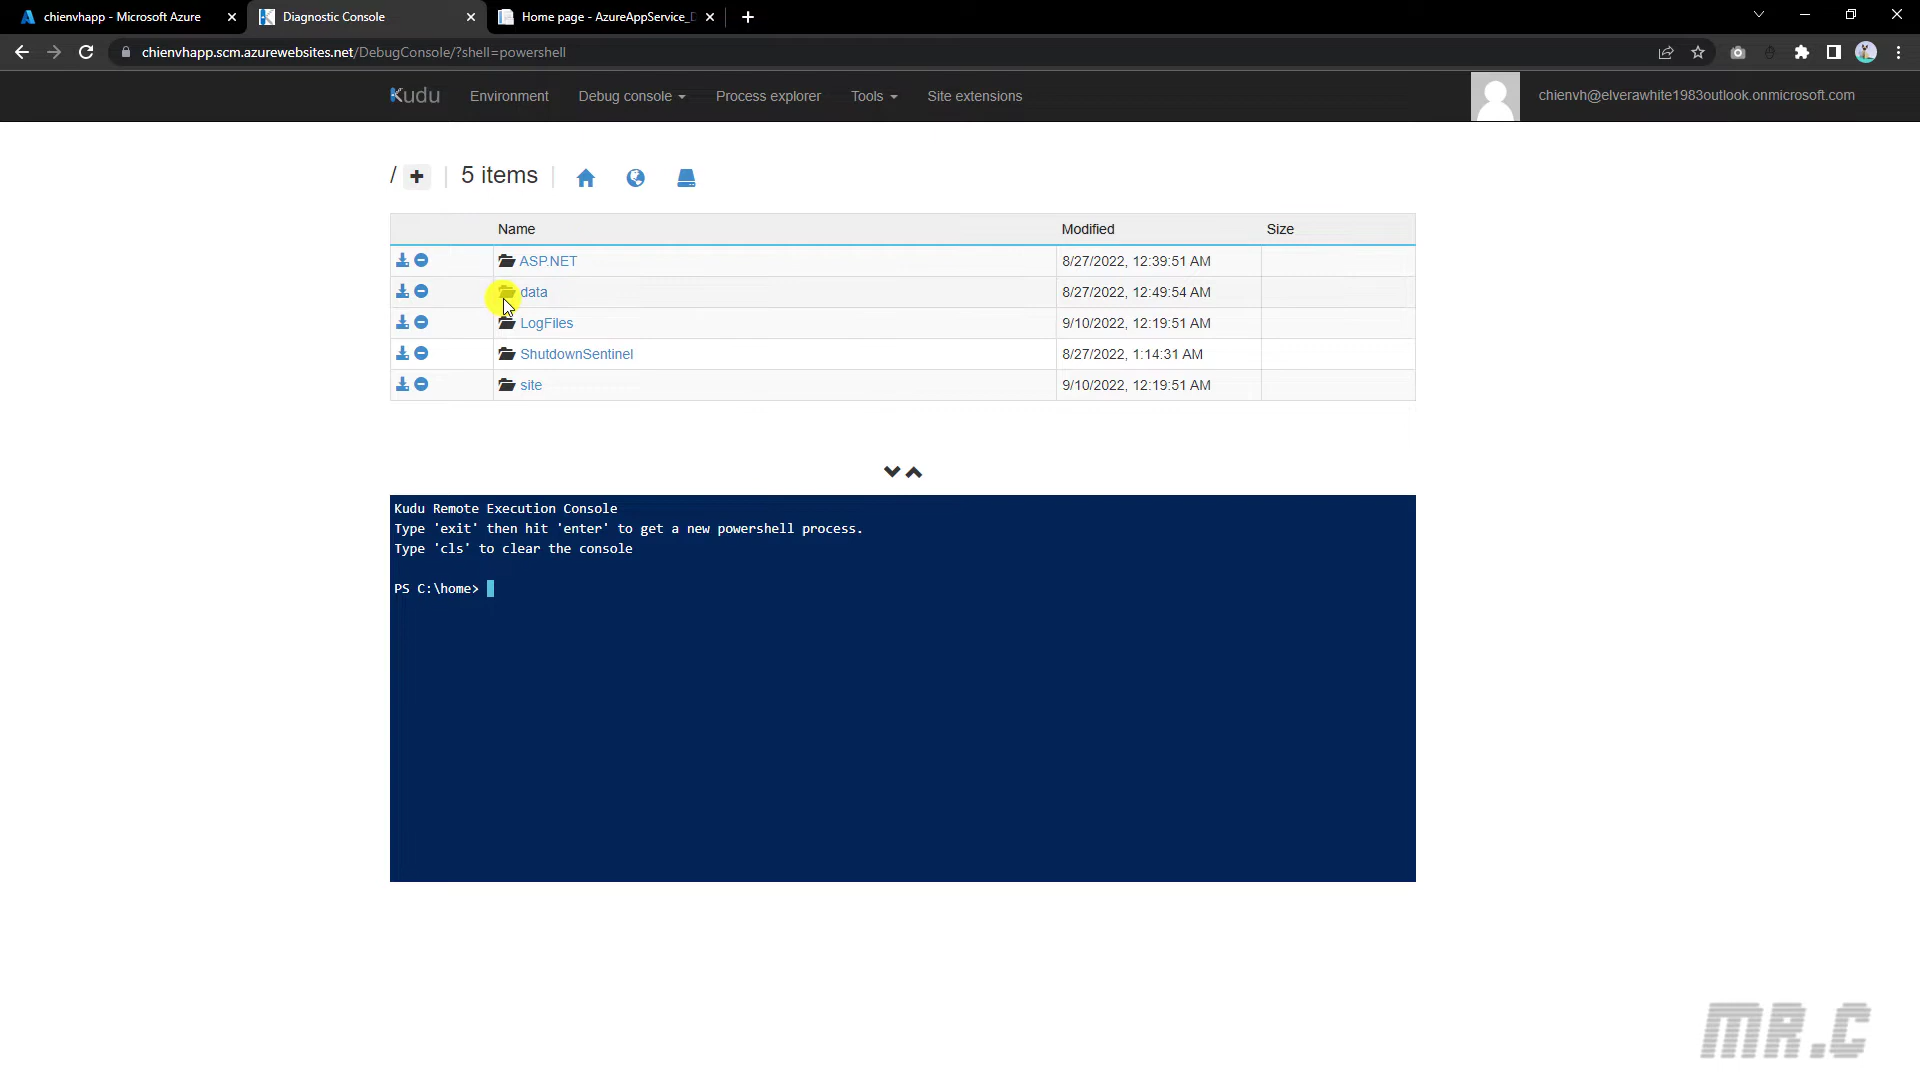 chienvhapp - Microsoft Azure
Diagnostic Console
Home page - AzureAppService_D
chienvhapp.scm.azurewebsites.net/DebugConsole/?shell=powershell
Kudu Environment Debug console Process explorer Tools Site extensions chienvh@elverawhite1983outlook.onmicrosoft.com
/ 5 items
Name Modified Size
ASP.NET 8/27/2022, 12:39:51 AM
data 8/27/2022, 12:49:54 AM
LogFiles 9/10/2022, 12:19:51 AM
ShutdownSentinel 8/27/2022, 1:14:31 AM
site 9/10/2022, 12:19:51 AM
Kudu Remote Execution Console
Type 'exit' then hit 'enter' to get a new powershell process.
Type 'cls' to clear the console
PS C:\home>
MR.C